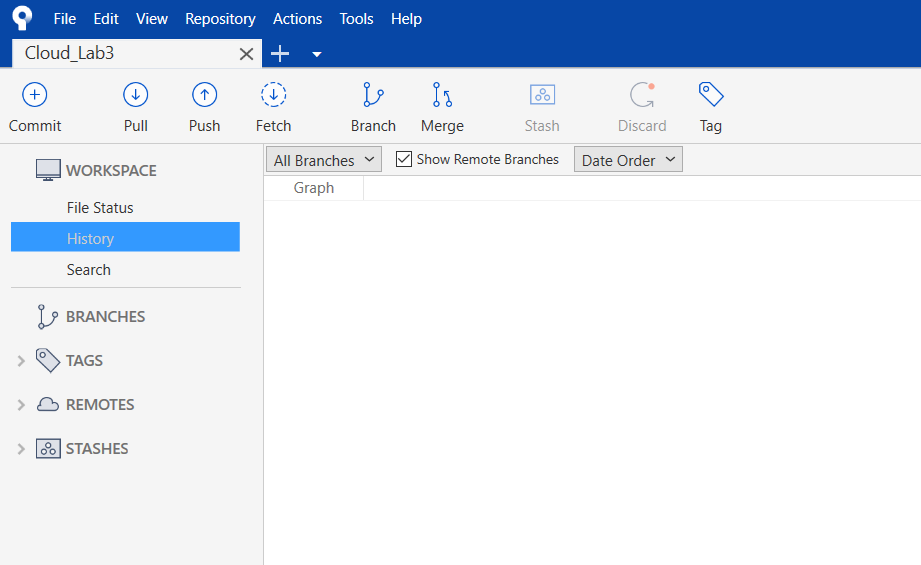 File Edit View Repository Actions Tools Help
Cloud_Lab3
Commit Pull Push Fetch Branch Merge Stash Discard Tag
All Branches Show Remote Branches Date Order
Graph
WORKSPACE
File Status
History
Search
BRANCHES
TAGS
REMOTES
STASHES